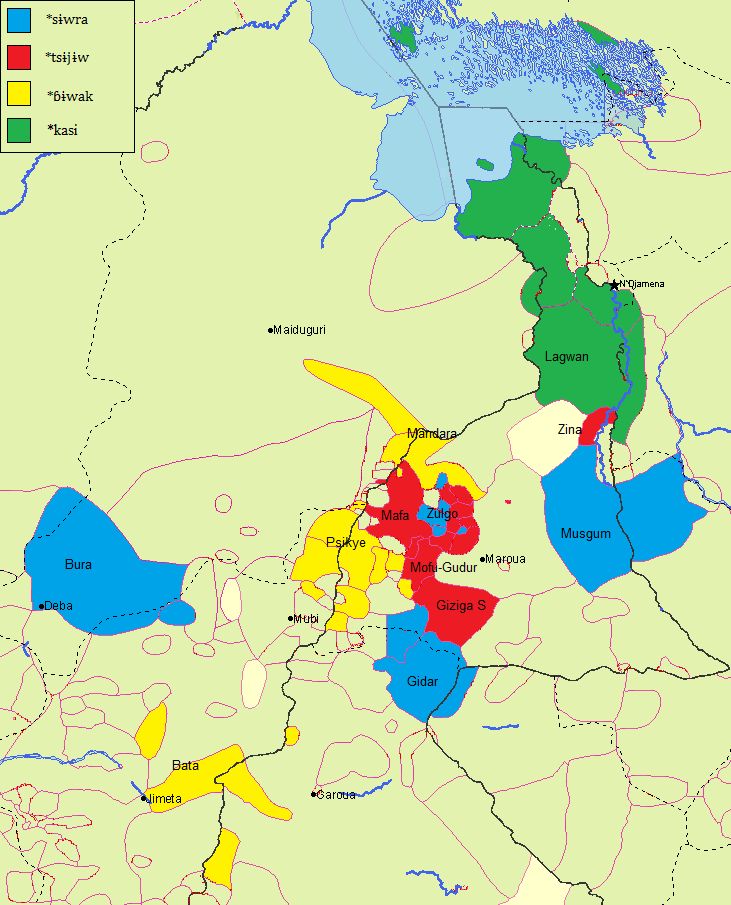 *sɨwra
*tsɨjɨw
*ɓɨwak
*kasi
N'Djamena
Maiduguri
Lagwan
Zina
Mandara
Mafa
Zulgo
Psikye
Musgum
Bura
Mofu-Gudur
Maroua
Deba
Giziga S
Mubi
Gidar
Bata
Jimeta
Garoua